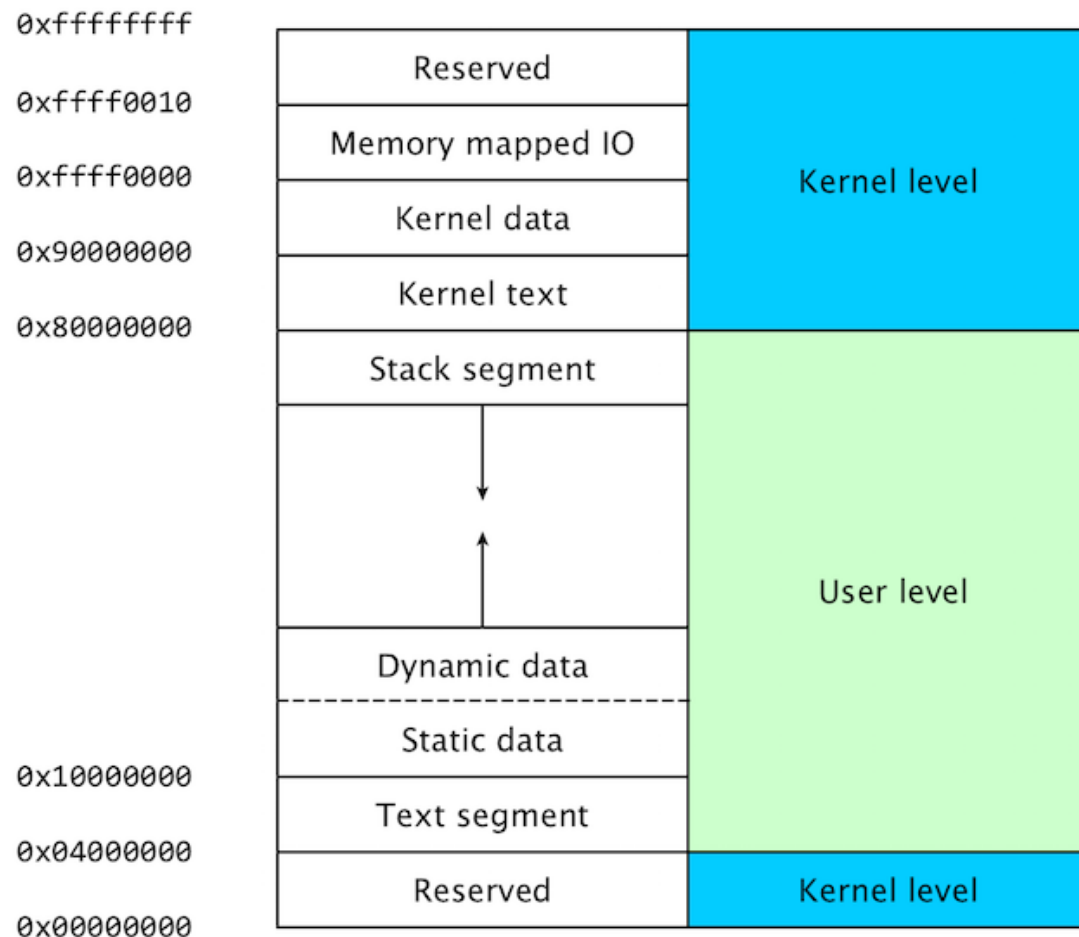 0xffffffff
Reserved
0xffff0010
Memory mapped IO
0xffff0000
Kernel level
Kernel data
0x90000000
Kernel text
0x80000000
Stack segment
User level
Dynamic data
Static data
0x10000000
Text segment
0x04000000
Reserved
Kernel level
0x00000000